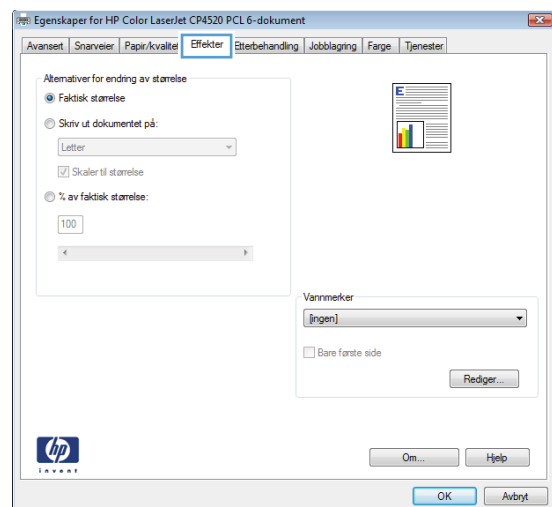 Egenskaper for HP Color LaserJet CP4520 PCL 6-dokument
Avansert Snarveier Papir/kvalitet Effekter Etterbehandling Jobblagring Farge Tjenester
Alternativer for endring av størrelse
Faktisk størrelse
Skriv ut dokumentet på:
Letter
Skaler til størrelse
% av faktisk størrelse:
100
E
Vannmerker
[ingen]
Bare første side
Rediger...
hp
invent
Om... Hjelp
OK Avbryt